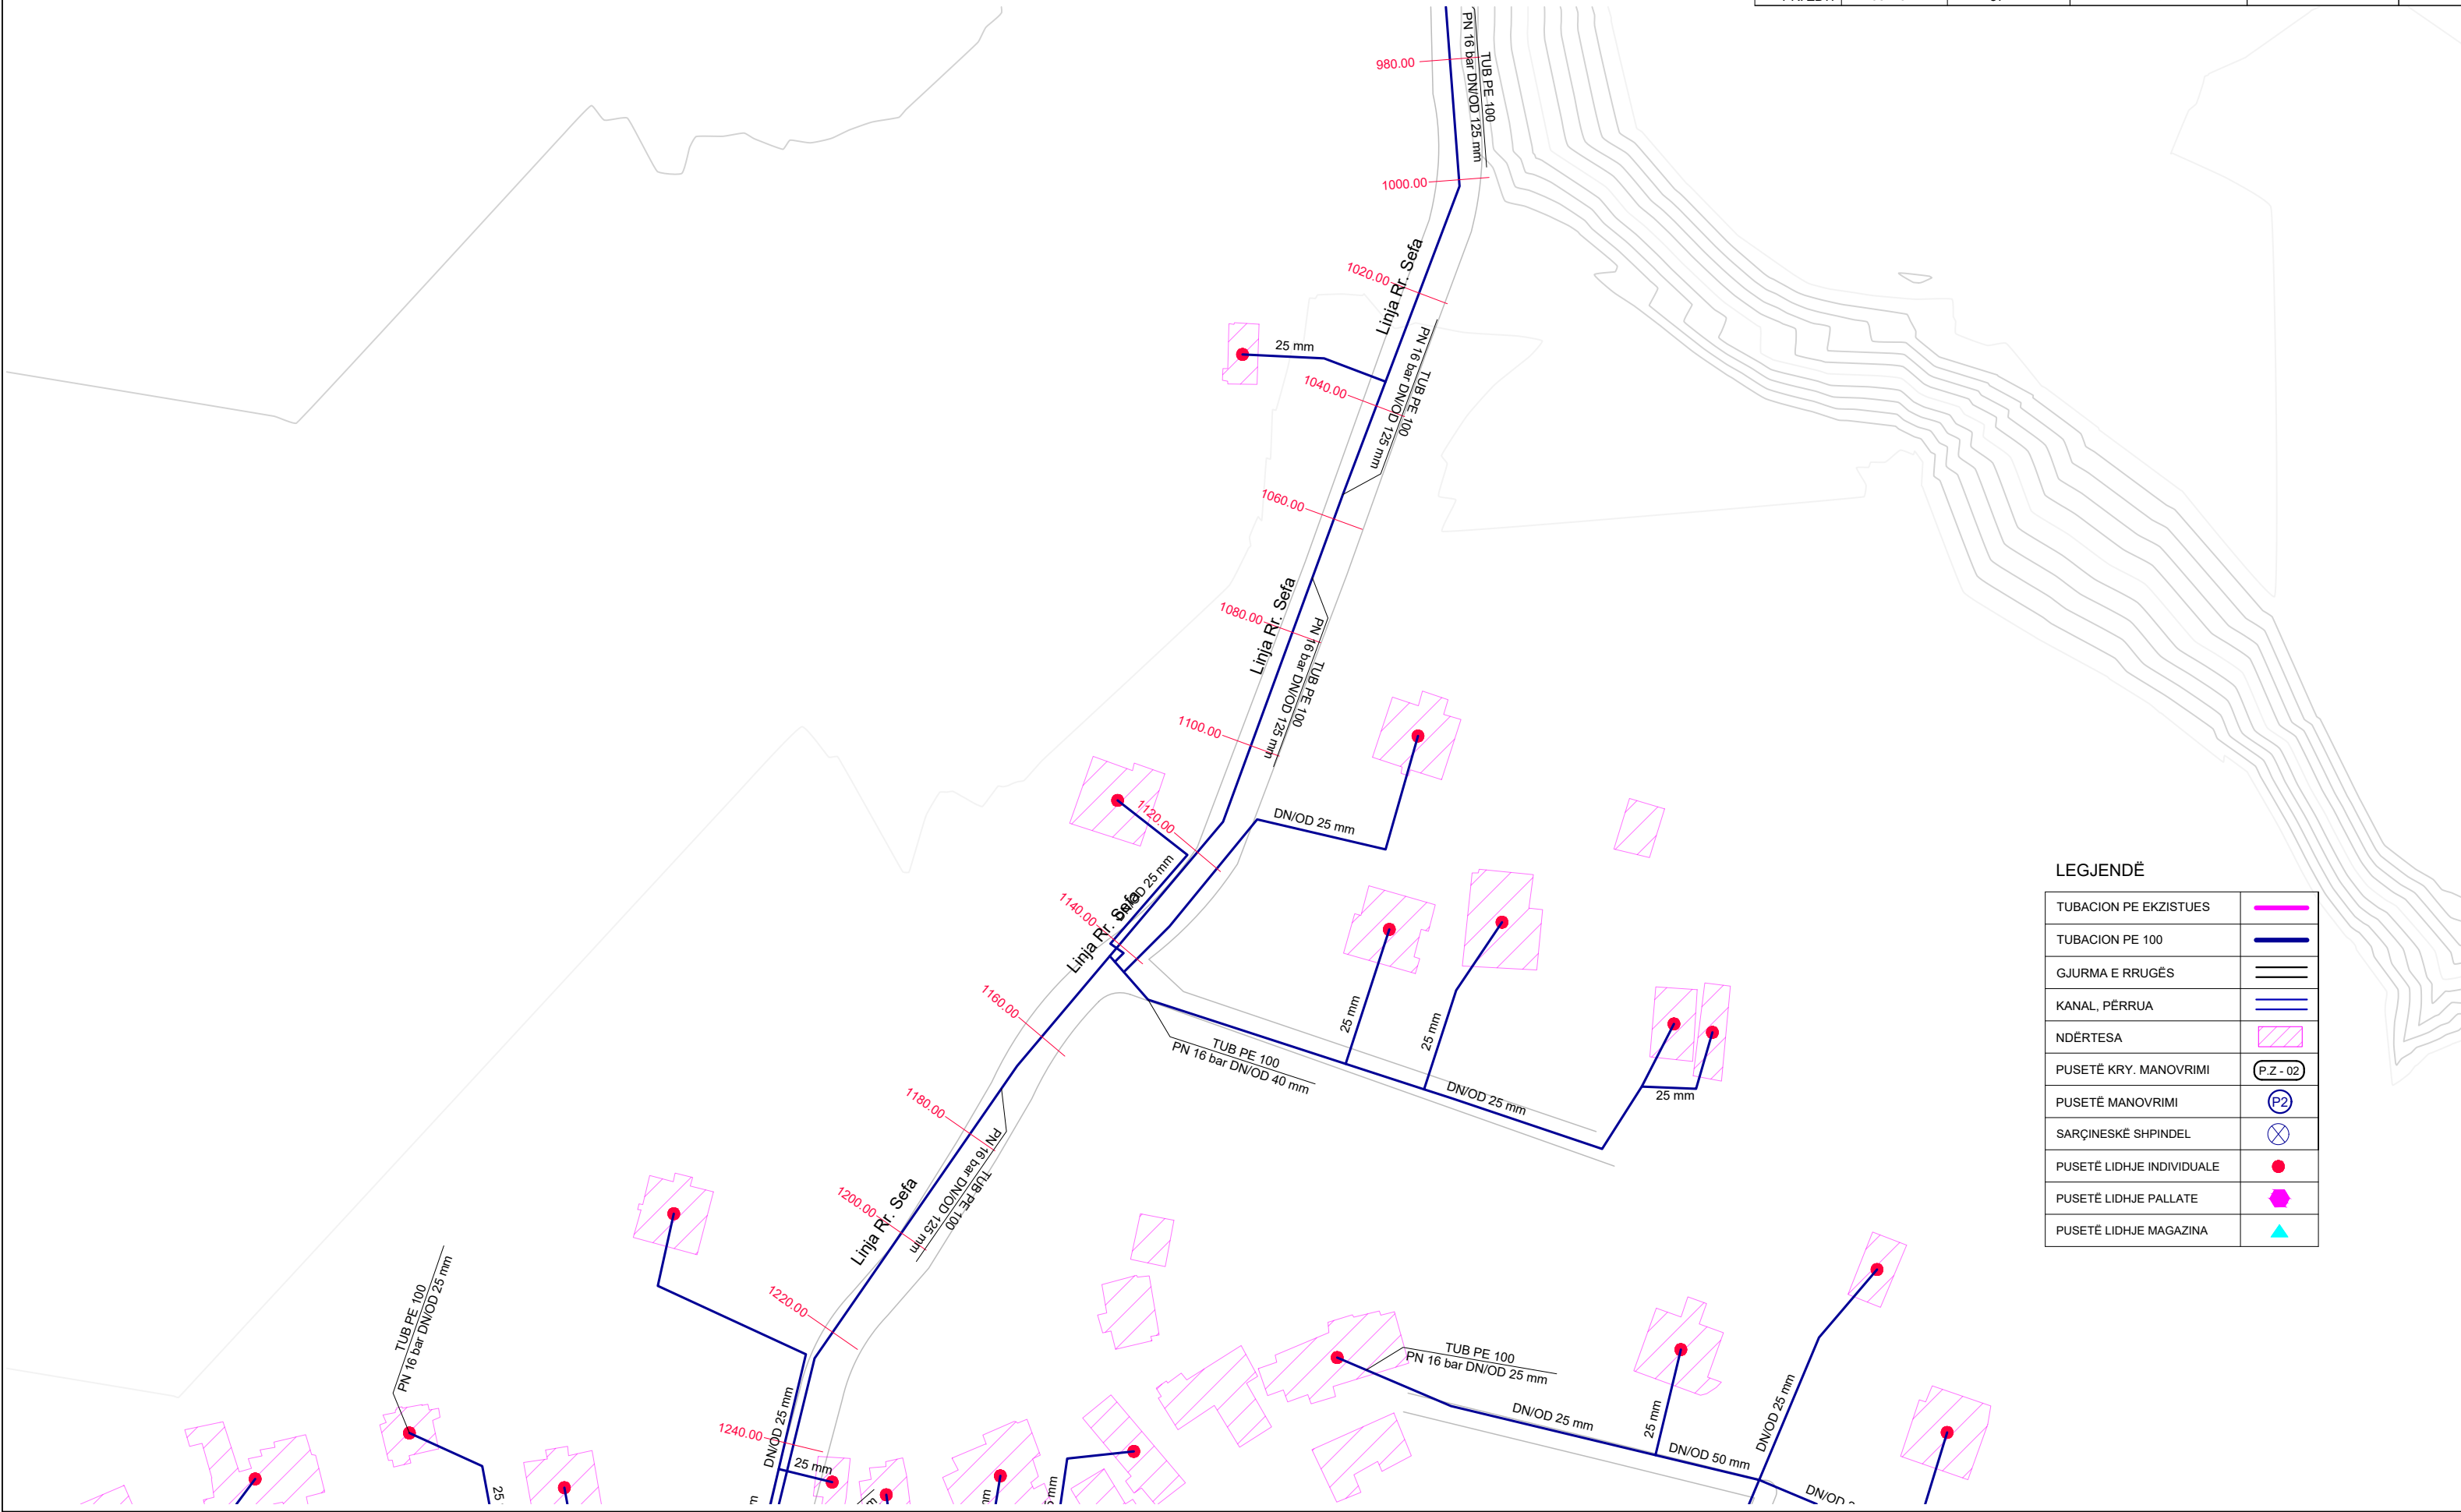 PN 16 bar DN/OD 125 mm
TUB PE 100
980.00
1000.00
Linja Rr. Sefa
1020.00
25 mm
PN 16 bar DN/OD 125 mm
TUB PE 100
1040.00
1060.00
Linja Rr. Sefa
1080.00
PN 16 bar DN/OD 125 mm
TUB PE 100
1100.00
1120.00
DN/OD 25 mm
DN/OD 25 mm
Linja Rr. Sefa
1140.00
1160.00
25 mm
25 mm
TUB PE 100
PN 16 bar DN/OD 40 mm
DN/OD 25 mm
25 mm
1180.00
PN 16 bar DN/OD 125 mm
TUB PE 100
Linja Rr. Sefa
1200.00
1220.00
TUB PE 100
PN 16 bar DN/OD 25 mm
TUB PE 100
PN 16 bar DN/OD 25 mm
DN/OD 25 mm
1240.00
25 mm
DN/OD 25 mm
25 mm
DN/OD 50 mm
DN/OD 25 mm
25
LEGJENDË
TUBACION PE EKZISTUES
TUBACION PE 100
GJURMA E RRUGËS
KANAL, PËRRUA
NDËRTESA
PUSETË KRY. MANOVRIMI
P.Z - 02
PUSETË MANOVRIMI
P2
SARÇINESKË SHPINDEL
PUSETË LIDHJE INDIVIDUALE
PUSETË LIDHJE PALLATE
PUSETË LIDHJE MAGAZINA